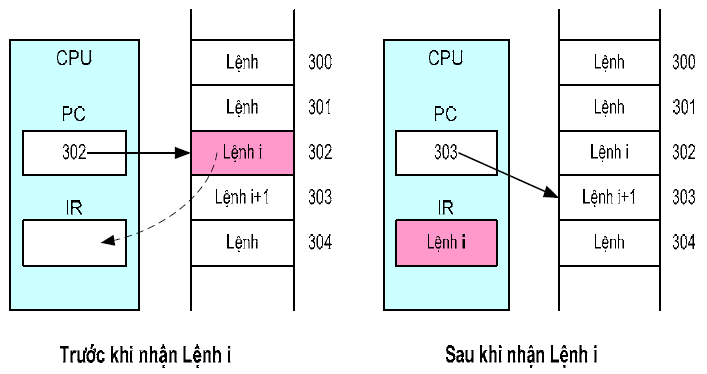 CPU
PC
302
IR
Lệnh 300
Lệnh 301
Lệnh i 302
Lệnh i+1 303
Lệnh 304
Trước khi nhận Lệnh i
CPU
PC
303
IR
Lệnh i
Lệnh 300
Lệnh 301
Lệnh i 302
Lệnh i+1 303
Lệnh 304
Sau khi nhận Lệnh i